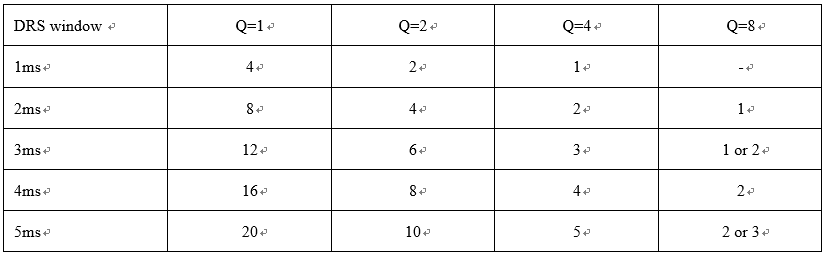 DRS window Q=1 Q=2 Q=4 Q=8
1ms 4 2 1 -
2ms 8 4 2 1
3ms 12 6 3 1 or 2
4ms 16 8 4 2
5ms 20 10 5 2 or 3